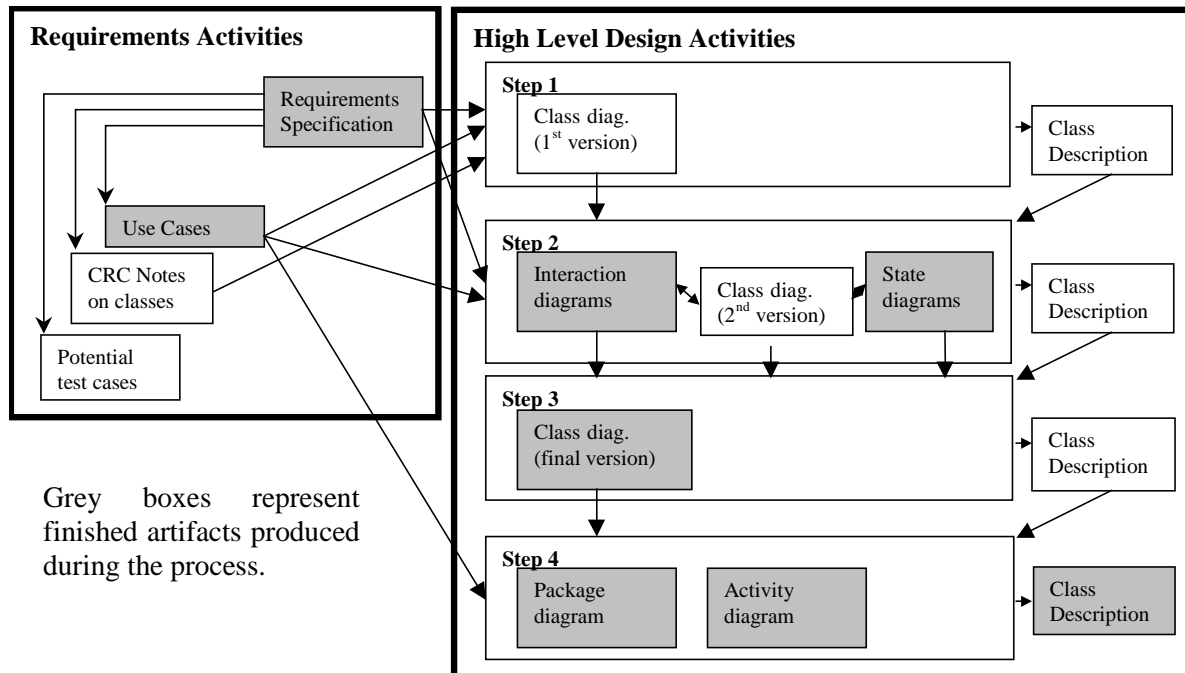 Requirements Activities
Requirements
Specification
Use Cases
CRC Notes
on classes
Potential
test cases
Grey boxes represent
finished artifacts produced
during the process.
High Level Design Activities
Step 1
Class diag.
(1st version)
Class
Description
Step 2
Interaction
diagrams
Class diag.
(2nd version)
State
diagrams
Class
Description
Step 3
Class diag.
(final version)
Class
Description
Step 4
Package
diagram
Activity
diagram
Class
Description